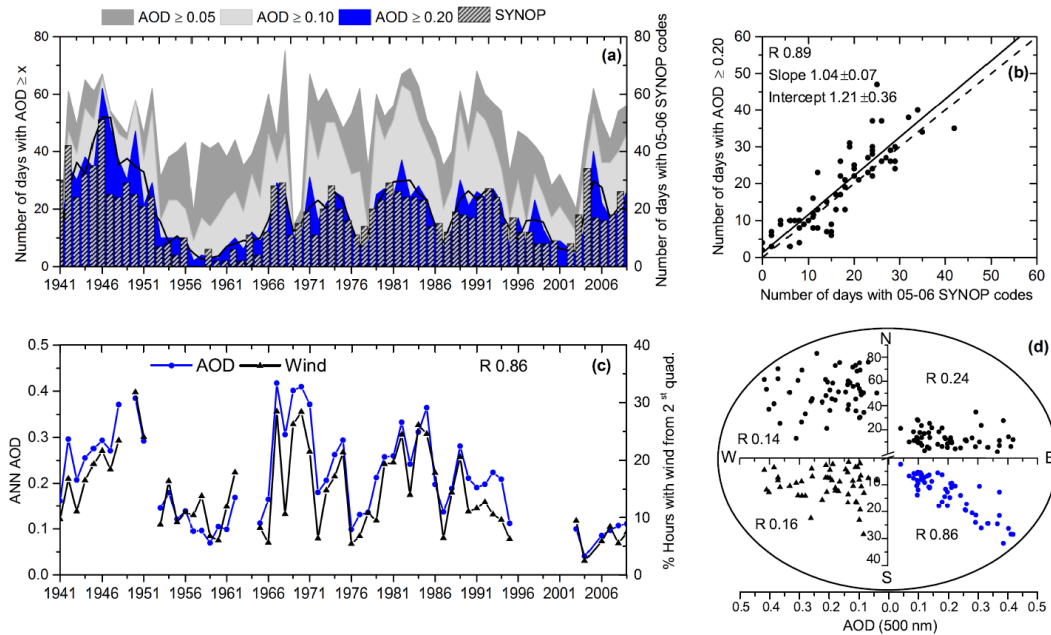 AOD ≥ 0.05 AOD ≥ 0.10 AOD ≥ 0.20 SYNOP
(a)
Number of days with AOD ≥ x
80
60
40
20
0
80
60
40
20
0
Number of days with 05-06 SYNOP codes
1941 1946 1951 1956 1961 1966 1971 1976 1981 1986 1991 1996 2001 2006
R 0.89
Slope 1.04±0.07
Intercept 1.21±0.36
(b)
Number of days with AOD ≥ 0.20
60
50
40
30
20
10
0
0 10 20 30 40 50 60
Number of days with 05-06 SYNOP codes
AOD Wind R 0.86
(c)
ANN AOD
0.5
0.4
0.3
0.2
0.1
0.0
40
35
30
25
20
15
10
5
0
% Hours with wind from 2 st quad.
1941 1946 1951 1956 1961 1966 1971 1976 1981 1986 1991 1996 2001 2006
(d)
N
80
60
40
20
R 0.24
R 0.14
W
E
10
20
30
40
R 0.16
R 0.86
S
0.5 0.4 0.3 0.2 0.1 0.0 0.1 0.2 0.3 0.4 0.5
AOD (500 nm)